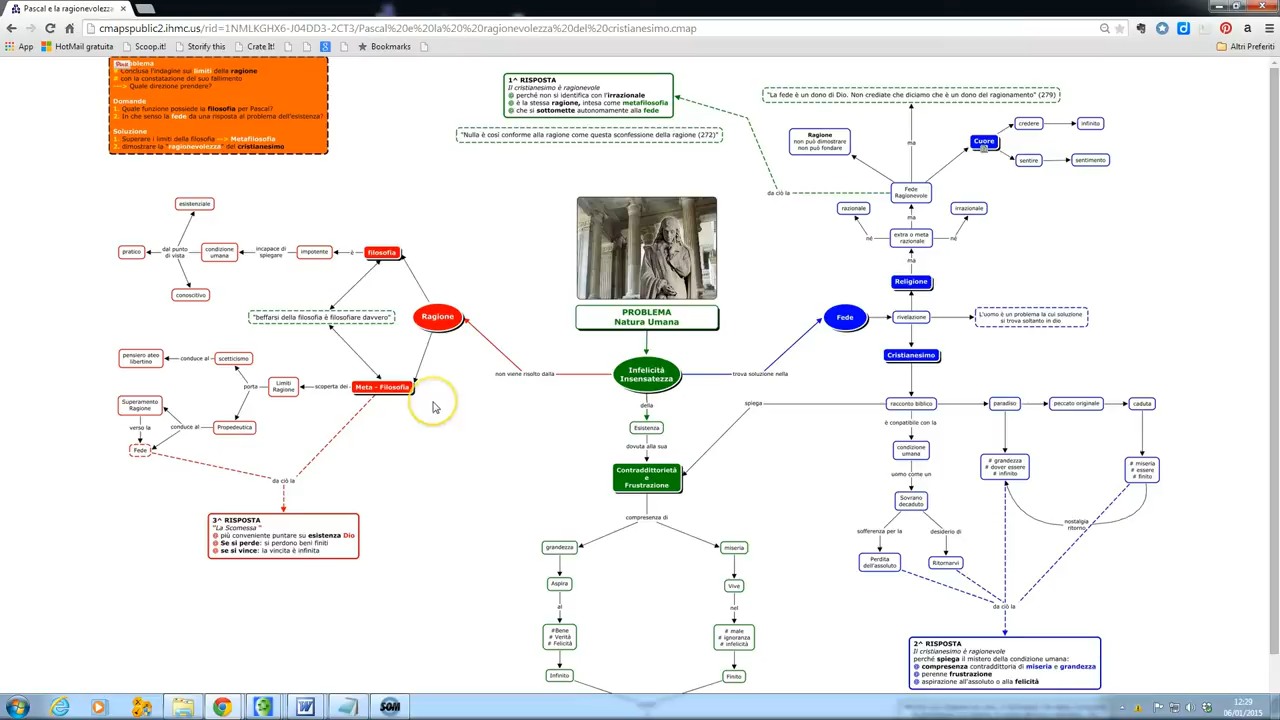 Pascal e la ragionevolezza
cmapspublic2.ihmc.us/rid=1NMLKGHX6-J04DD3-2CT3/Pascal%20e%20la%20%20ragionevolezza%20del%20cristianesimo.cmap
App
HotMail gratuita
Scoop.it!
Storify this
Crate It!
Bookmarks
Altri Preferiti
Conclusa l'indagine sui limiti della ragione
# con la constatazione del suo fallimento
---> Quale direzione prendere?
Domande
1. Quale funzione possiede la filosofia per Pascal?
2. In che senso la fede da una risposta al problema dell'esistenza?
Soluzione
1. Superare i limiti della filosofia --> Metafilosofia
2. dimostrare la "ragionevolezza" del cristianesimo
1^ RISPOSTA
Il cristianesimo è ragionevole
@ perché non si identifica con l'irrazionale
@ è la stessa ragione, intesa come metafilosofia
@ che si sottomette autonomamente alla fede
"Nulla è così conforme alla ragione come questa sconfessione della ragione (272)"
"La fede è un dono di Dio. Non crediate che diciamo che è un dono del ragionamento" (279)
Ragione
non può dimostrare
non può fondare
ma
Cuore
credere
infinito
sentire
sentimento
da ciò la
Fede
Ragionevole
razionale
ma
irrazionale
né
extra o meta
razionale
né
ma
Religione
esistenziale
pratico
dal punto
di vista
condizione
umana
incapace di
spiegare
impotente
è
filosofia
conoscitivo
"beffarsi della filosofia è filosofare davvero"
Ragione
PROBLEMA
Natura Umana
Fede
rivelazione
L'uomo è un problema la cui soluzione
si trova soltanto in dio
Cristianesimo
pensiero ateo
libertino
conduce al
scetticismo
porta
Limiti
Ragione
scoperta dei
Meta - Filosofia
non viene risolto dalla
Infelicità
Insensatezza
trova soluzione nella
Superamento
Ragione
verso la
conduce al
Propedeutica
Fede
da ciò la
della
Esistenza
dovuta alla sua
Contraddittorietà
e
Frustrazione
spiega
racconto biblico
paradiso
peccato originale
caduta
è compatibile con la
condizione
umana
# grandezza
# dover essere
# infinito
# miseria
# essere
# finito
uomo come un
Sovrano
decaduto
nostalgia
ritorno
sofferenza per la
desiderio di
Perdita
dell'assoluto
Ritornarvi
da ciò la
3^ RISPOSTA
"La Scomessa "
@ più conveniente puntare su esistenza Dio
@ Se si perde: si perdono beni finiti
@ se si vince: la vincita è infinita
compresenza di
grandezza
miseria
Aspira
Vive
al
nel
#Bene
# Verità
# Felicità
# male
# ignoranza
# infelicità
Infinito
Finito
2^ RISPOSTA
Il cristianesimo è ragionevole
perché spiega il mistero della condizione umana:
@ compresenza contraddittoria di miseria e grandezza
@ perenne frustrazione
@ aspirazione all'assoluto o alla felicità
SOM
12:29
06/01/2015